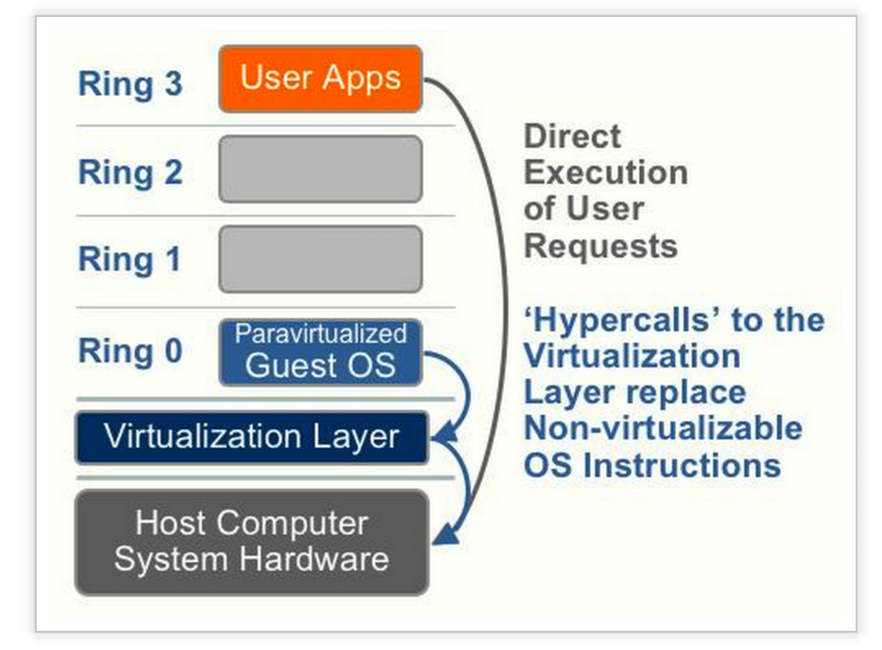 Ring 3
User Apps
Ring 2
Ring 1
Ring 0
Paravirtualized
Guest OS
Virtualization Layer
Host Computer
System Hardware
Direct
Execution
of User
Requests
‘Hypercalls’ to the
Virtualization
Layer replace
Non-virtualizable
OS Instructions